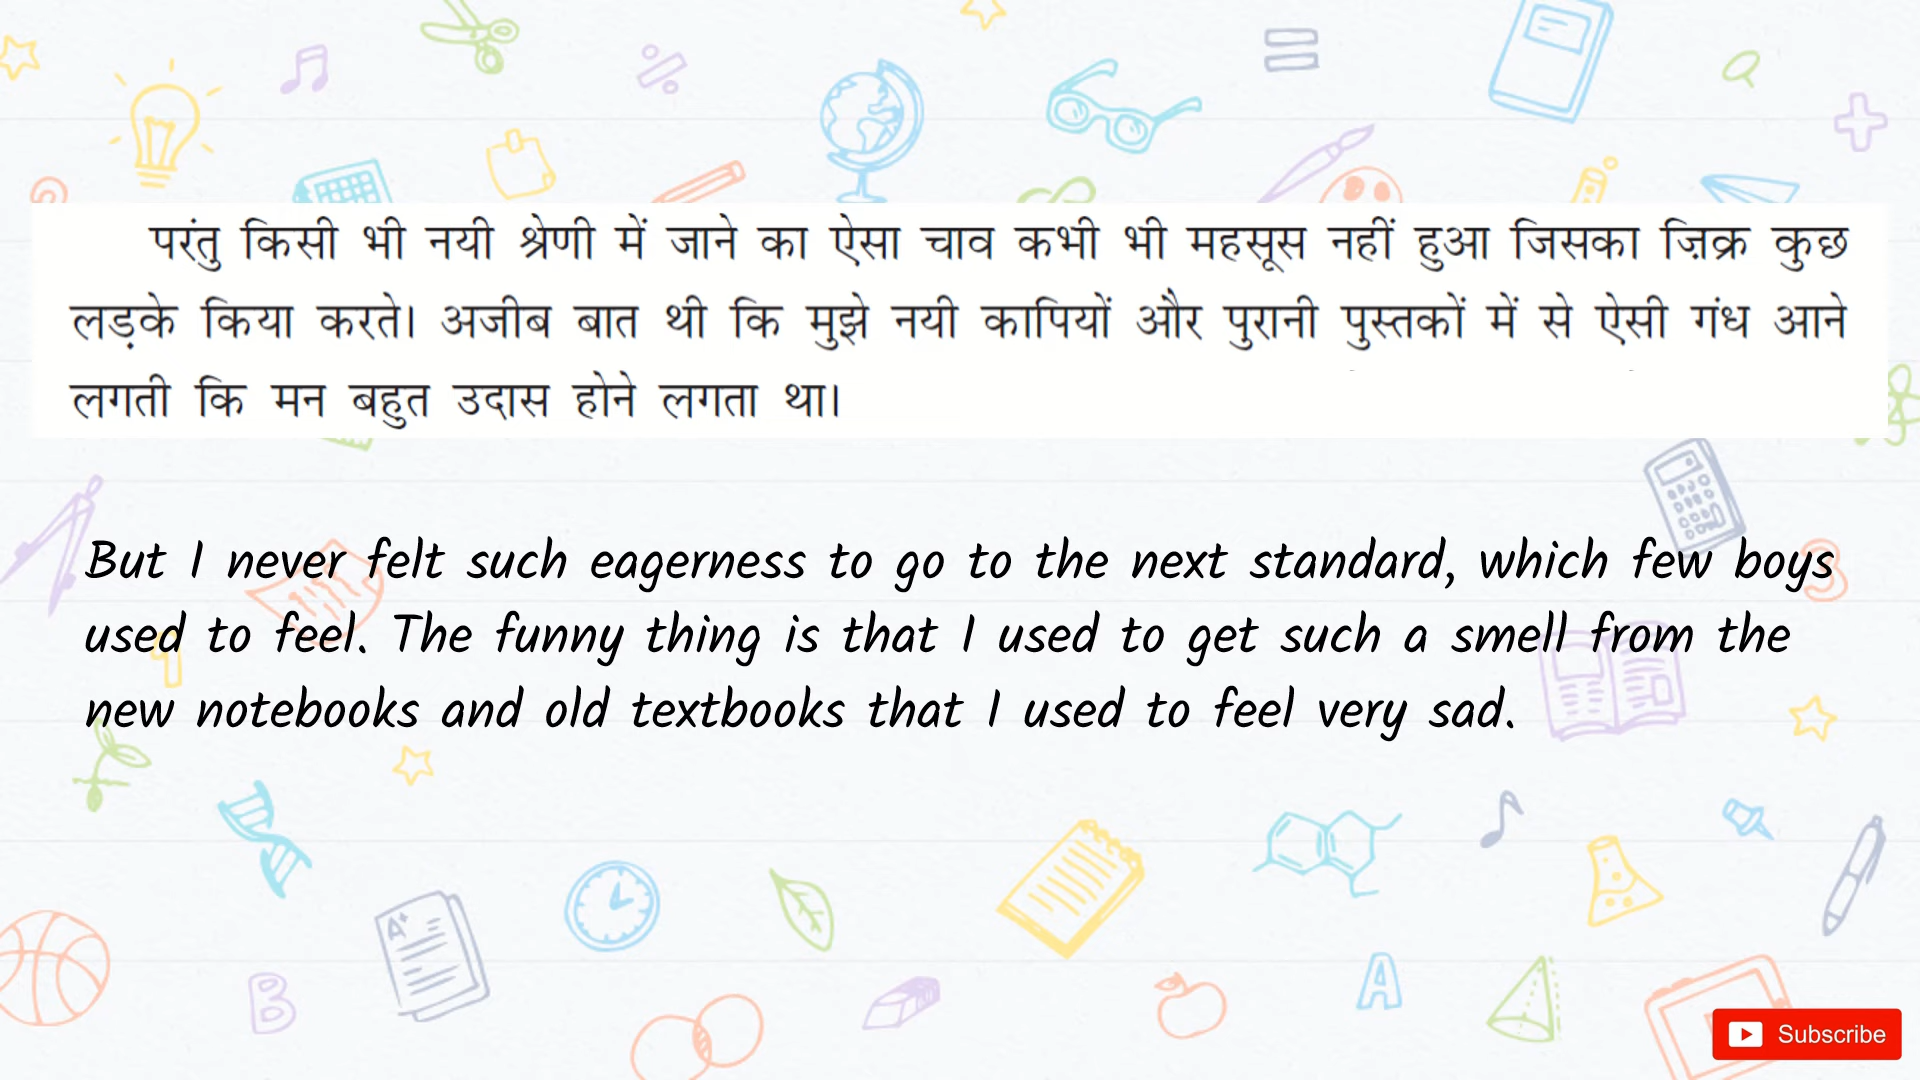 परंतु किसी भी नयी श्रेणी में जाने का ऐसा चाव कभी भी महसूस नहीं हुआ जिसका ज़िक्र कुछ
लड़के किया करते। अजीब बात थी कि मुझे नयी कापियों और पुरानी पुस्तकों में से ऐसी गंध आने
लगती कि मन बहुत उदास होने लगता था।
But I never felt such eagerness to go to the next standard, which few boys
used to feel. The funny thing is that I used to get such a smell from the
new notebooks and old textbooks that I used to feel very sad.
1
A+
B
A
Subscribe